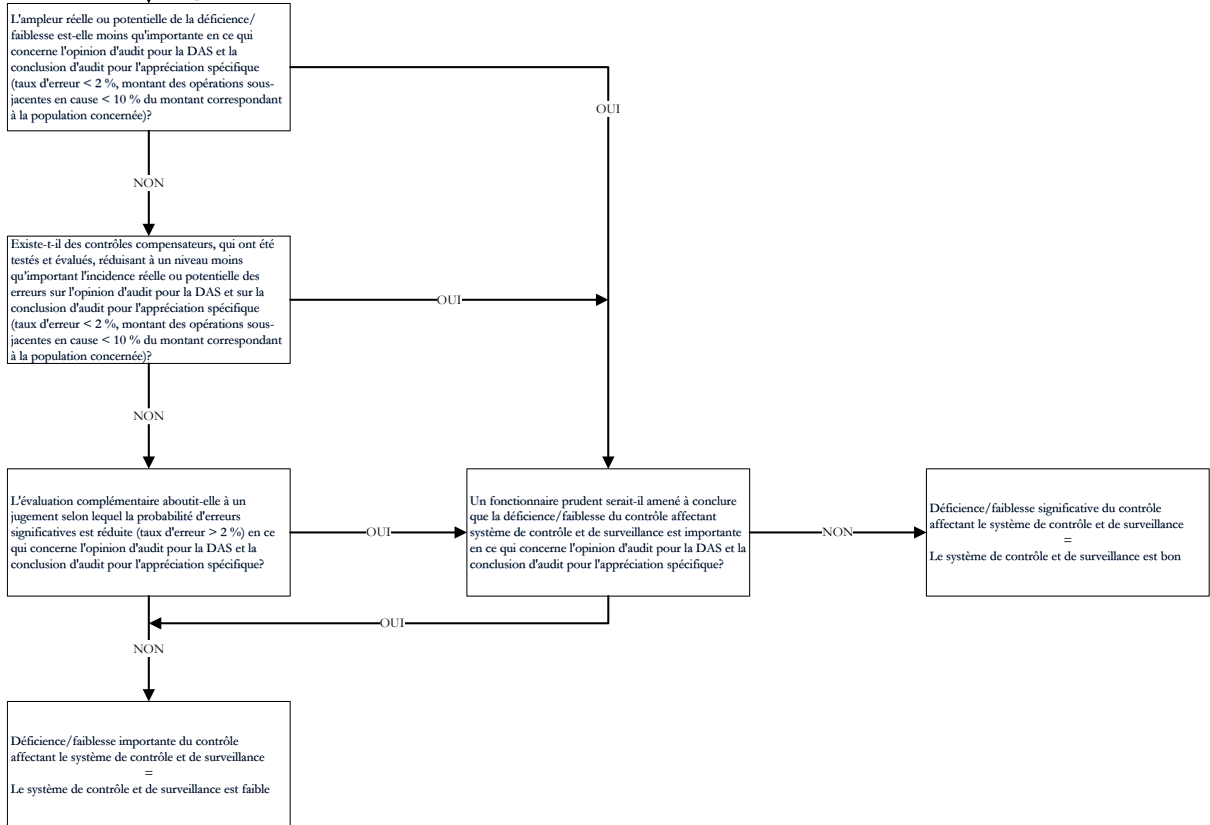 L'ampleur réelle ou potentielle de la déficience/
faiblesse est-elle moins qu'importante en ce qui
concerne l'opinion d'audit pour la DAS et la
conclusion d'audit pour l'appréciation spécifique
(taux d'erreur < 2 %, montant des opérations sous-
jacentes en cause < 10 % du montant correspondant
à la population concernée)?
OUI
NON
Existe-t-il des contrôles compensateurs, qui ont été
testés et évalués, réduisant à un niveau moins
qu'important l'incidence réelle ou potentielle des
erreurs sur l'opinion d'audit pour la DAS et sur la
conclusion d'audit pour l'appréciation spécifique
(taux d'erreur < 2 %, montant des opérations sous-
jacentes en cause < 10 % du montant correspondant
à la population concernée)?
OUI
NON
L'évaluation complémentaire aboutit-elle à un
jugement selon lequel la probabilité d'erreurs
significatives est réduite (taux d'erreur > 2 %) en ce
qui concerne l'opinion d'audit pour la DAS et la
conclusion d'audit pour l'appréciation spécifique?
OUI
Un fonctionnaire prudent serait-il amené à conclure
que la déficience/faiblesse du contrôle affectant
système de contrôle et de surveillance est importante
en ce qui concerne l'opinion d'audit pour la DAS et la
conclusion d'audit pour l'appréciation spécifique?
NON
Déficience/faiblesse significative du contrôle
affectant le système de contrôle et de surveillance
=
Le système de contrôle et de surveillance est bon
OUI
NON
Déficience/faiblesse importante du contrôle
affectant le système de contrôle et de surveillance
=
Le système de contrôle et de surveillance est faible